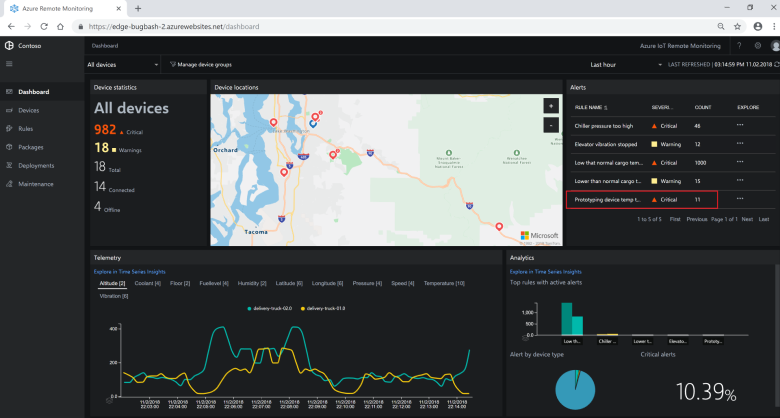 Azure Remote Monitoring
https://edge-bugbash-2.azurewebsites.net/dashboard
Contoso
Dashboard
Azure IoT Remote Monitoring
?
All devices
Manage device groups
Last hour
LAST REFRESHED | 03:14:59 PM 11.02.2018
Dashboard
Devices
Rules
Packages
Deployments
Maintenance
Device statistics
All devices
982 Critical
18 Warnings
18 Total
14 Connected
4 Offline
Device locations
Orchard
Tacoma
+
-
Microsoft
Alerts
RULE NAME SEVERI... COUNT EXPLORE
Chiller pressure too high Critical 46 ...
Elevator vibration stopped Warning 12 ...
Low than normal cargo tem... Critical 1000 ...
Lower than normal cargo t... Warning 15 ...
Prototyping device temp t... Critical 11 ...
1 to 5 of 5 First Previous Page 1 of 1 Next Last
Telemetry
Explore in Time Series Insights
Altitude [2] Coolant [4] Floor [2] Fuellevel [4] Humidity [2] Latitude [6] Longitude [6] Pressure [4] Speed [4] Temperature [10]
Vibration [6]
delivery-truck-02.0 delivery-truck-01.0
400
200
0.0
11/2/2018 11/2/2018 11/2/2018 11/2/2018 11/2/2018 11/2/2018 11/2/2018 11/2/2018 11/2/2018 11/2/2018 11/2/2018 11/2/2018
22:03:00 22:04:00 22:05:00 22:06:00 22:07:00 22:08:00 22:09:00 22:10:00 22:11:00 22:12:00 22:13:00 22:14:00
Analytics
Explore in Time Series Insights
Top rules with active alerts
1,000
500
0.0
Low th... Chiller ... Lower t... Elevato... Prototy...
Alert by device type
Critical alerts
10.39%